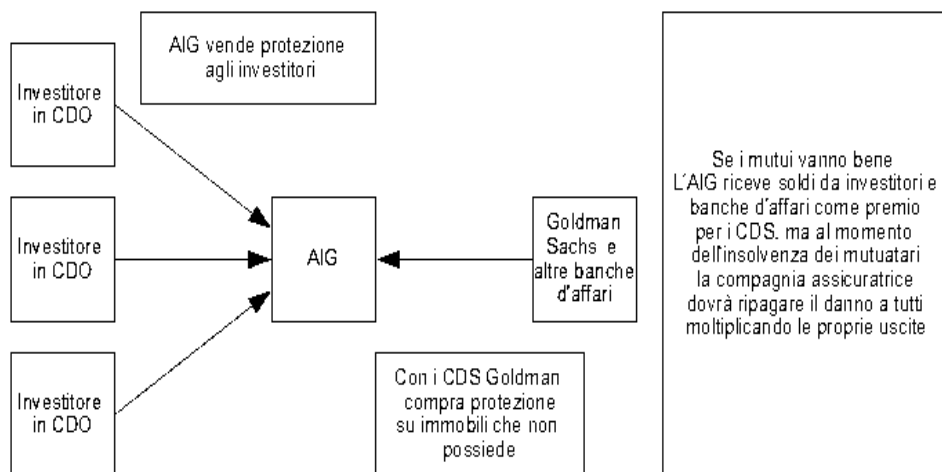 AIG vende protezione
agli investitori
Investitore
in CDO
Investitore
in CDO
Investitore
in CDO
AIG
Goldman
Sachs e
altre banche
d'affari
Con i CDS Goldman
compra protezione
su immobili che non
possiede
Se i mutui vanno bene
L'AIG riceve soldi da investitori e
banche d'affari come premio
per i CDS. ma al momento
dell'insolvenza dei mutuatari
la compagnia assicuratrice
dovrà ripagare il danno a tutti
moltiplicando le proprie uscite